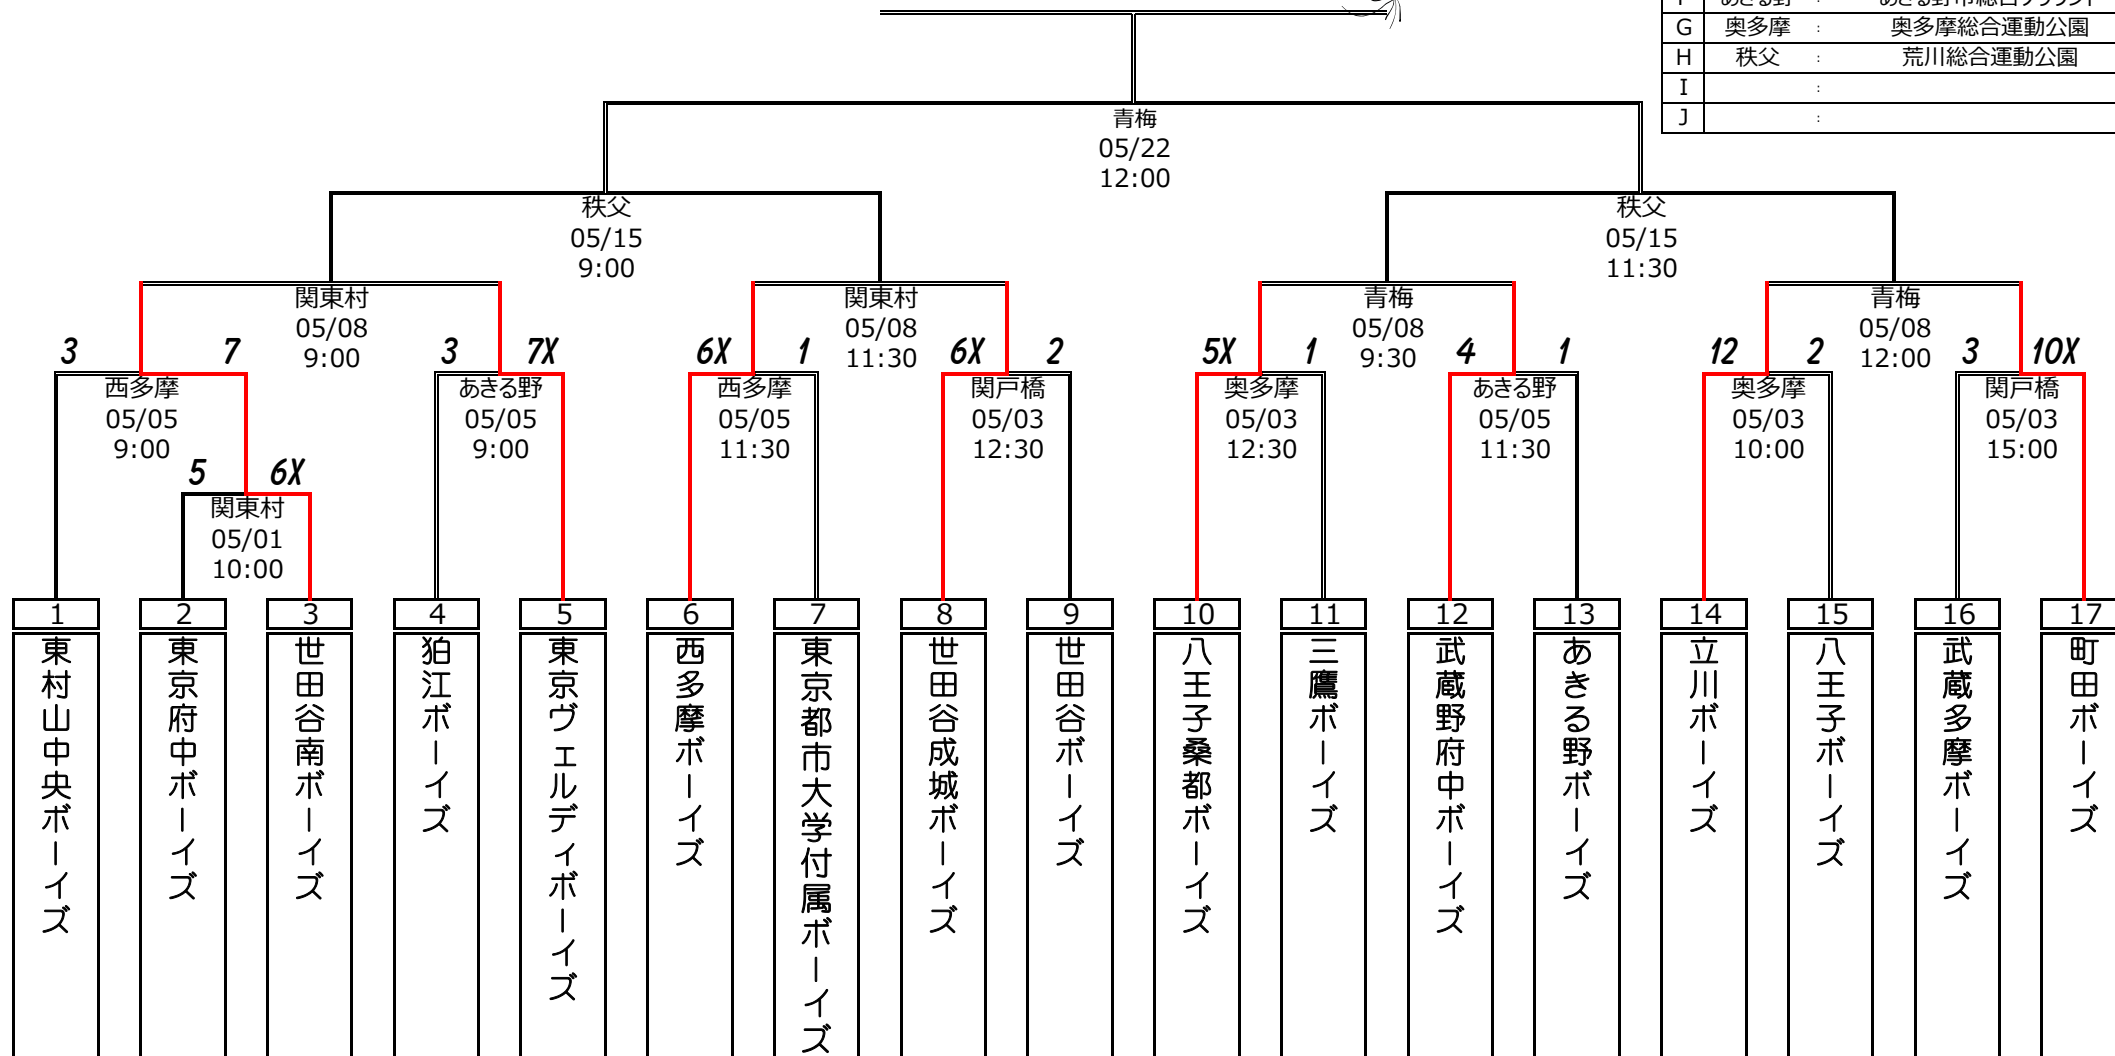 G 奥多摩 : 奥多摩総合運動公園
H 秩父 : 荒川総合運動公園
I :
J :
青梅
05/22
12:00
秩父
05/15
9:00
秩父
05/15
11:30
関東村
05/08
9:00
関東村
05/08
11:30
青梅
05/08
9:30
青梅
05/08
12:00
3 7 3 7X 6X 1 6X 2 5X 1 4 1 12 2 3 10X
西多摩
05/05
9:00
あきる野
05/05
9:00
西多摩
05/05
11:30
関戸橋
05/03
12:30
奥多摩
05/03
12:30
あきる野
05/05
11:30
奥多摩
05/03
10:00
関戸橋
05/03
15:00
5 6X
関東村
05/01
10:00
1 2 3 4 5 6 7 8 9 10 11 12 13 14 15 16 17
東村山中央ボーイズ
東京府中ボーイズ
世田谷南ボーイズ
狛江ボーイズ
東京ヴェルディボーイズ
西多摩ボーイズ
東京都市大学付属ボーイズ
世田谷成城ボーイズ
世田谷ボーイズ
八王子桑都ボーイズ
三鷹ボーイズ
武蔵野府中ボーイズ
あきる野ボーイズ
立川ボーイズ
八王子ボーイズ
武蔵多摩ボーイズ
町田ボーイズ